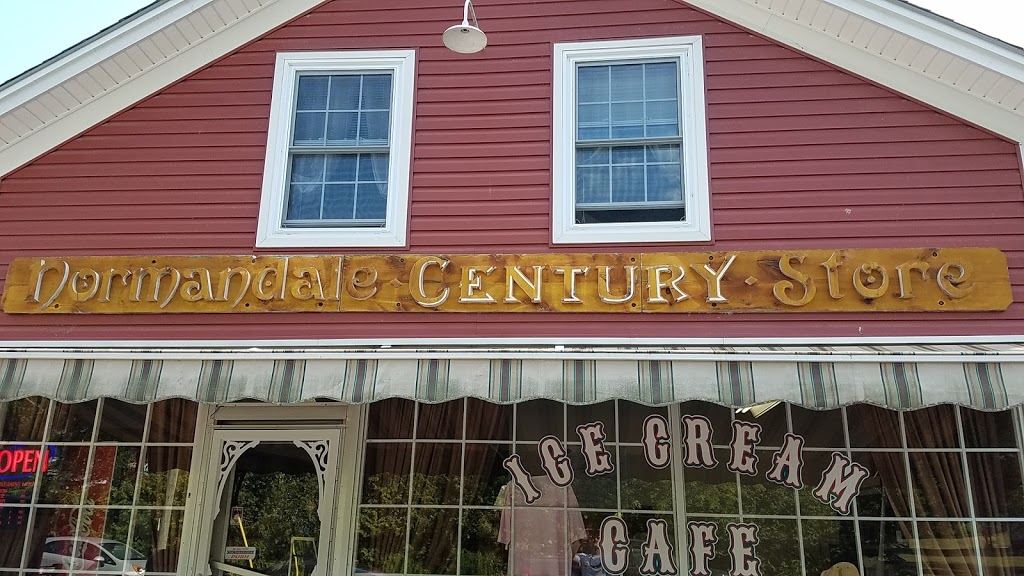 Normandale · CENTURY · Store
OPEN
ICE CREAM
CAFE